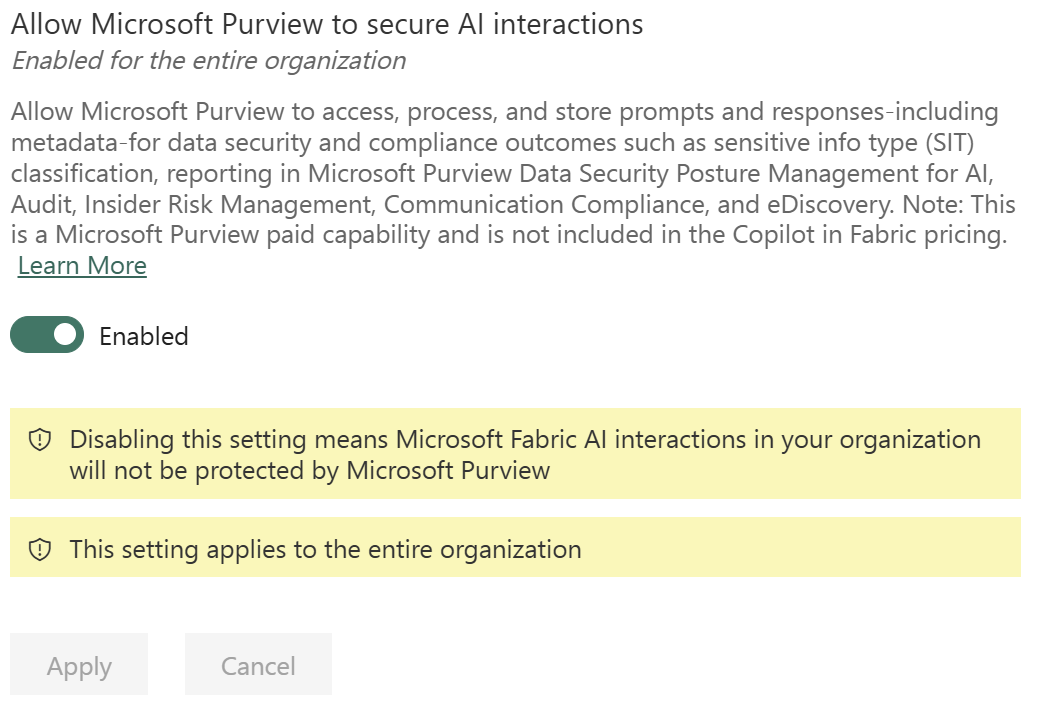 Allow Microsoft Purview to secure AI interactions
Enabled for the entire organization
Allow Microsoft Purview to access, process, and store prompts and responses-including
metadata-for data security and compliance outcomes such as sensitive info type (SIT)
classification, reporting in Microsoft Purview Data Security Posture Management for AI,
Audit, Insider Risk Management, Communication Compliance, and eDiscovery. Note: This
is a Microsoft Purview paid capability and is not included in the Copilot in Fabric pricing.
Learn More
Enabled
Disabling this setting means Microsoft Fabric AI interactions in your organization
will not be protected by Microsoft Purview
This setting applies to the entire organization
Apply Cancel